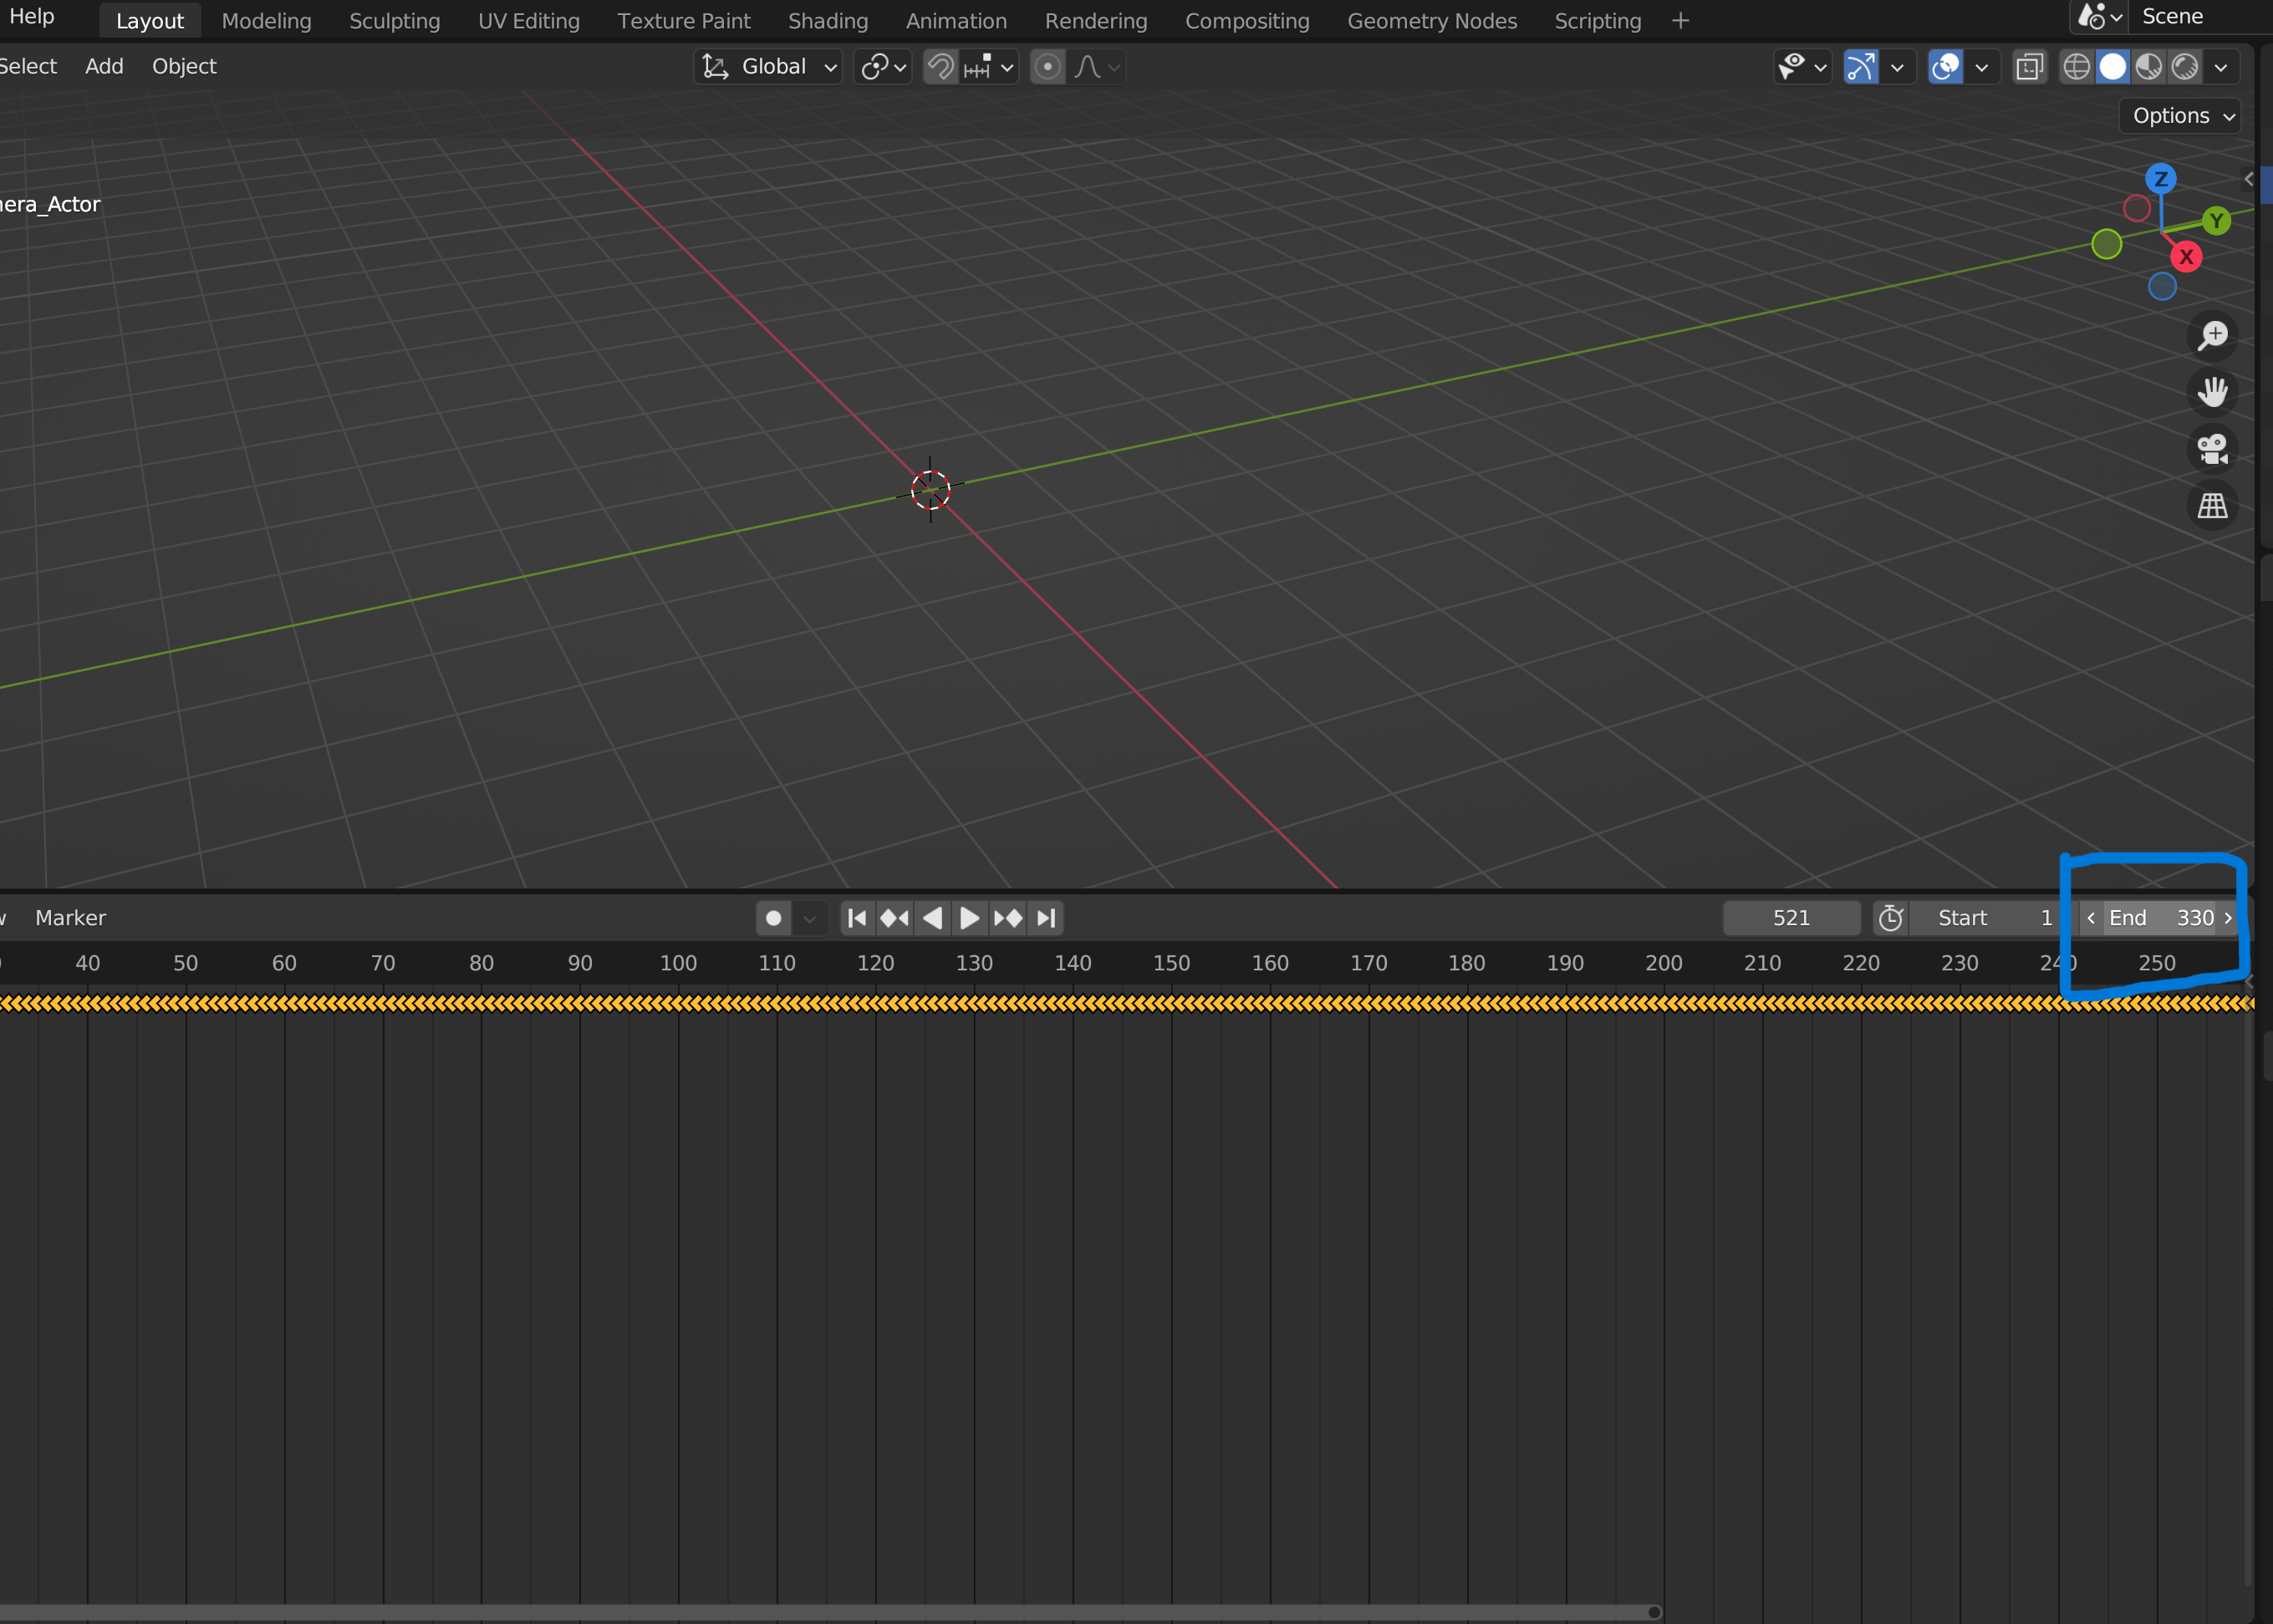 Help Layout Modeling Sculpting UV Editing Texture Paint Shading Animation Rendering Compositing Geometry Nodes Scripting + Scene
Select Add Object Global
Options
Z
Y
X
era_Actor
Marker 521 Start 1 End 330
40 50 60 70 80 90 100 110 120 130 140 150 160 170 180 190 200 210 220 230 240 250